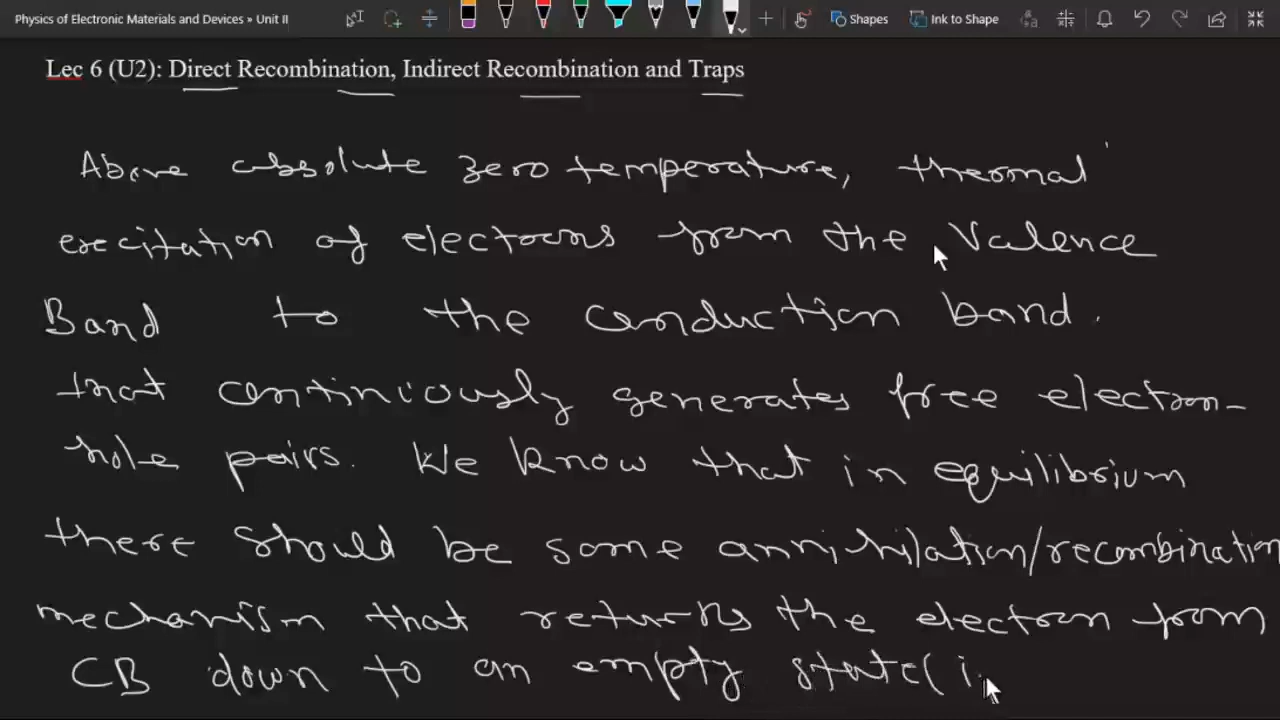 Physics of Electronic Materials and Devices » Unit II
Shapes
Ink to Shape
Lec 6 (U2): Direct Recombination, Indirect Recombination and Traps
Above absolute zero temperature, thermal
excitation of electrons from the Valence
Band to the conduction band.
that continiously generates free electron-
hole pairs. We know that in equilibrium
there should be some annihilation/recombination
mechanism that returns the electron from
CB down to an empty state(i